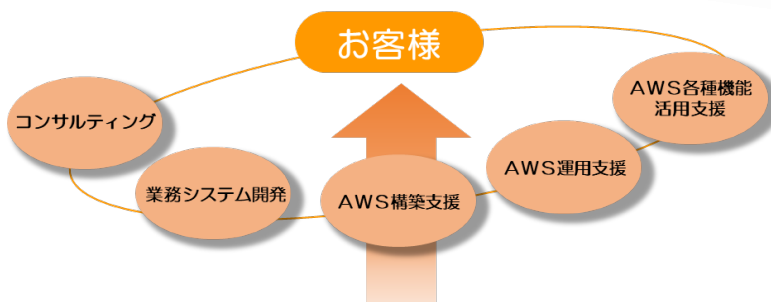 お客様
コンサルティング
業務システム開発
AWS構築支援
AWS運用支援
AWS各種機能
活用支援